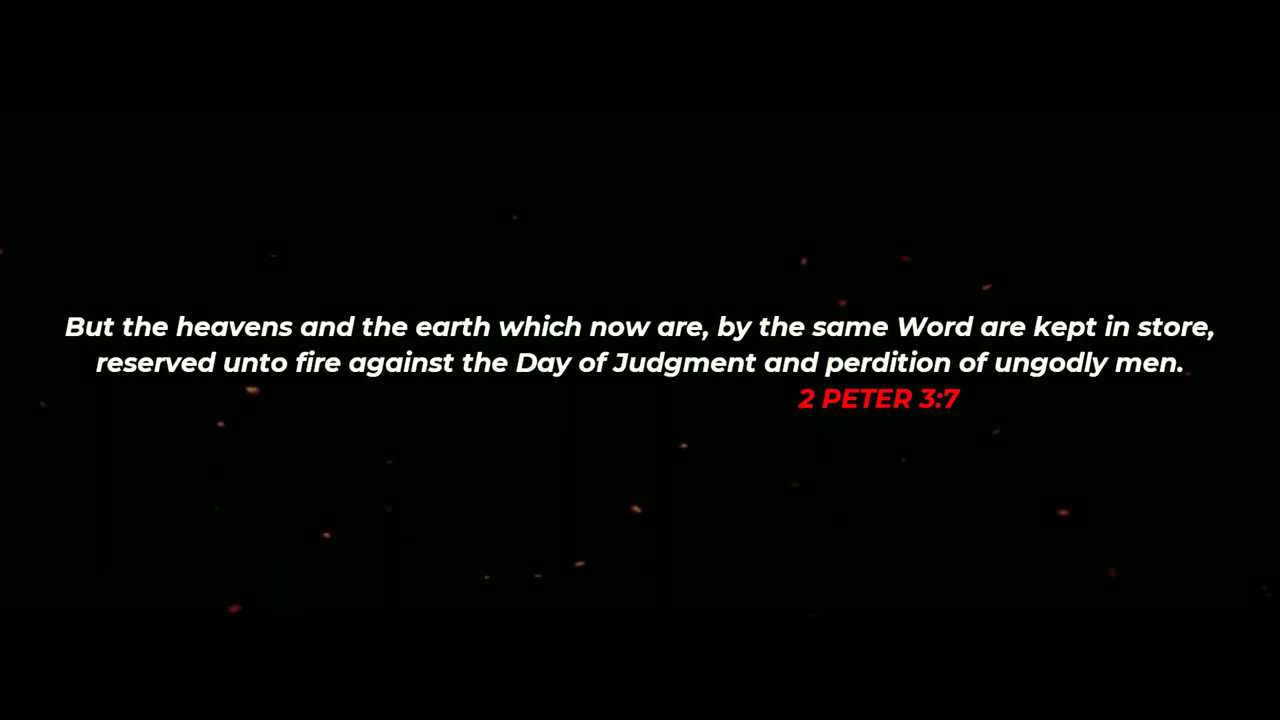 But the heavens and the earth which now are, by the same Word are kept in store,
reserved unto fire against the Day of Judgment and perdition of ungodly men.
2 PETER 3:7